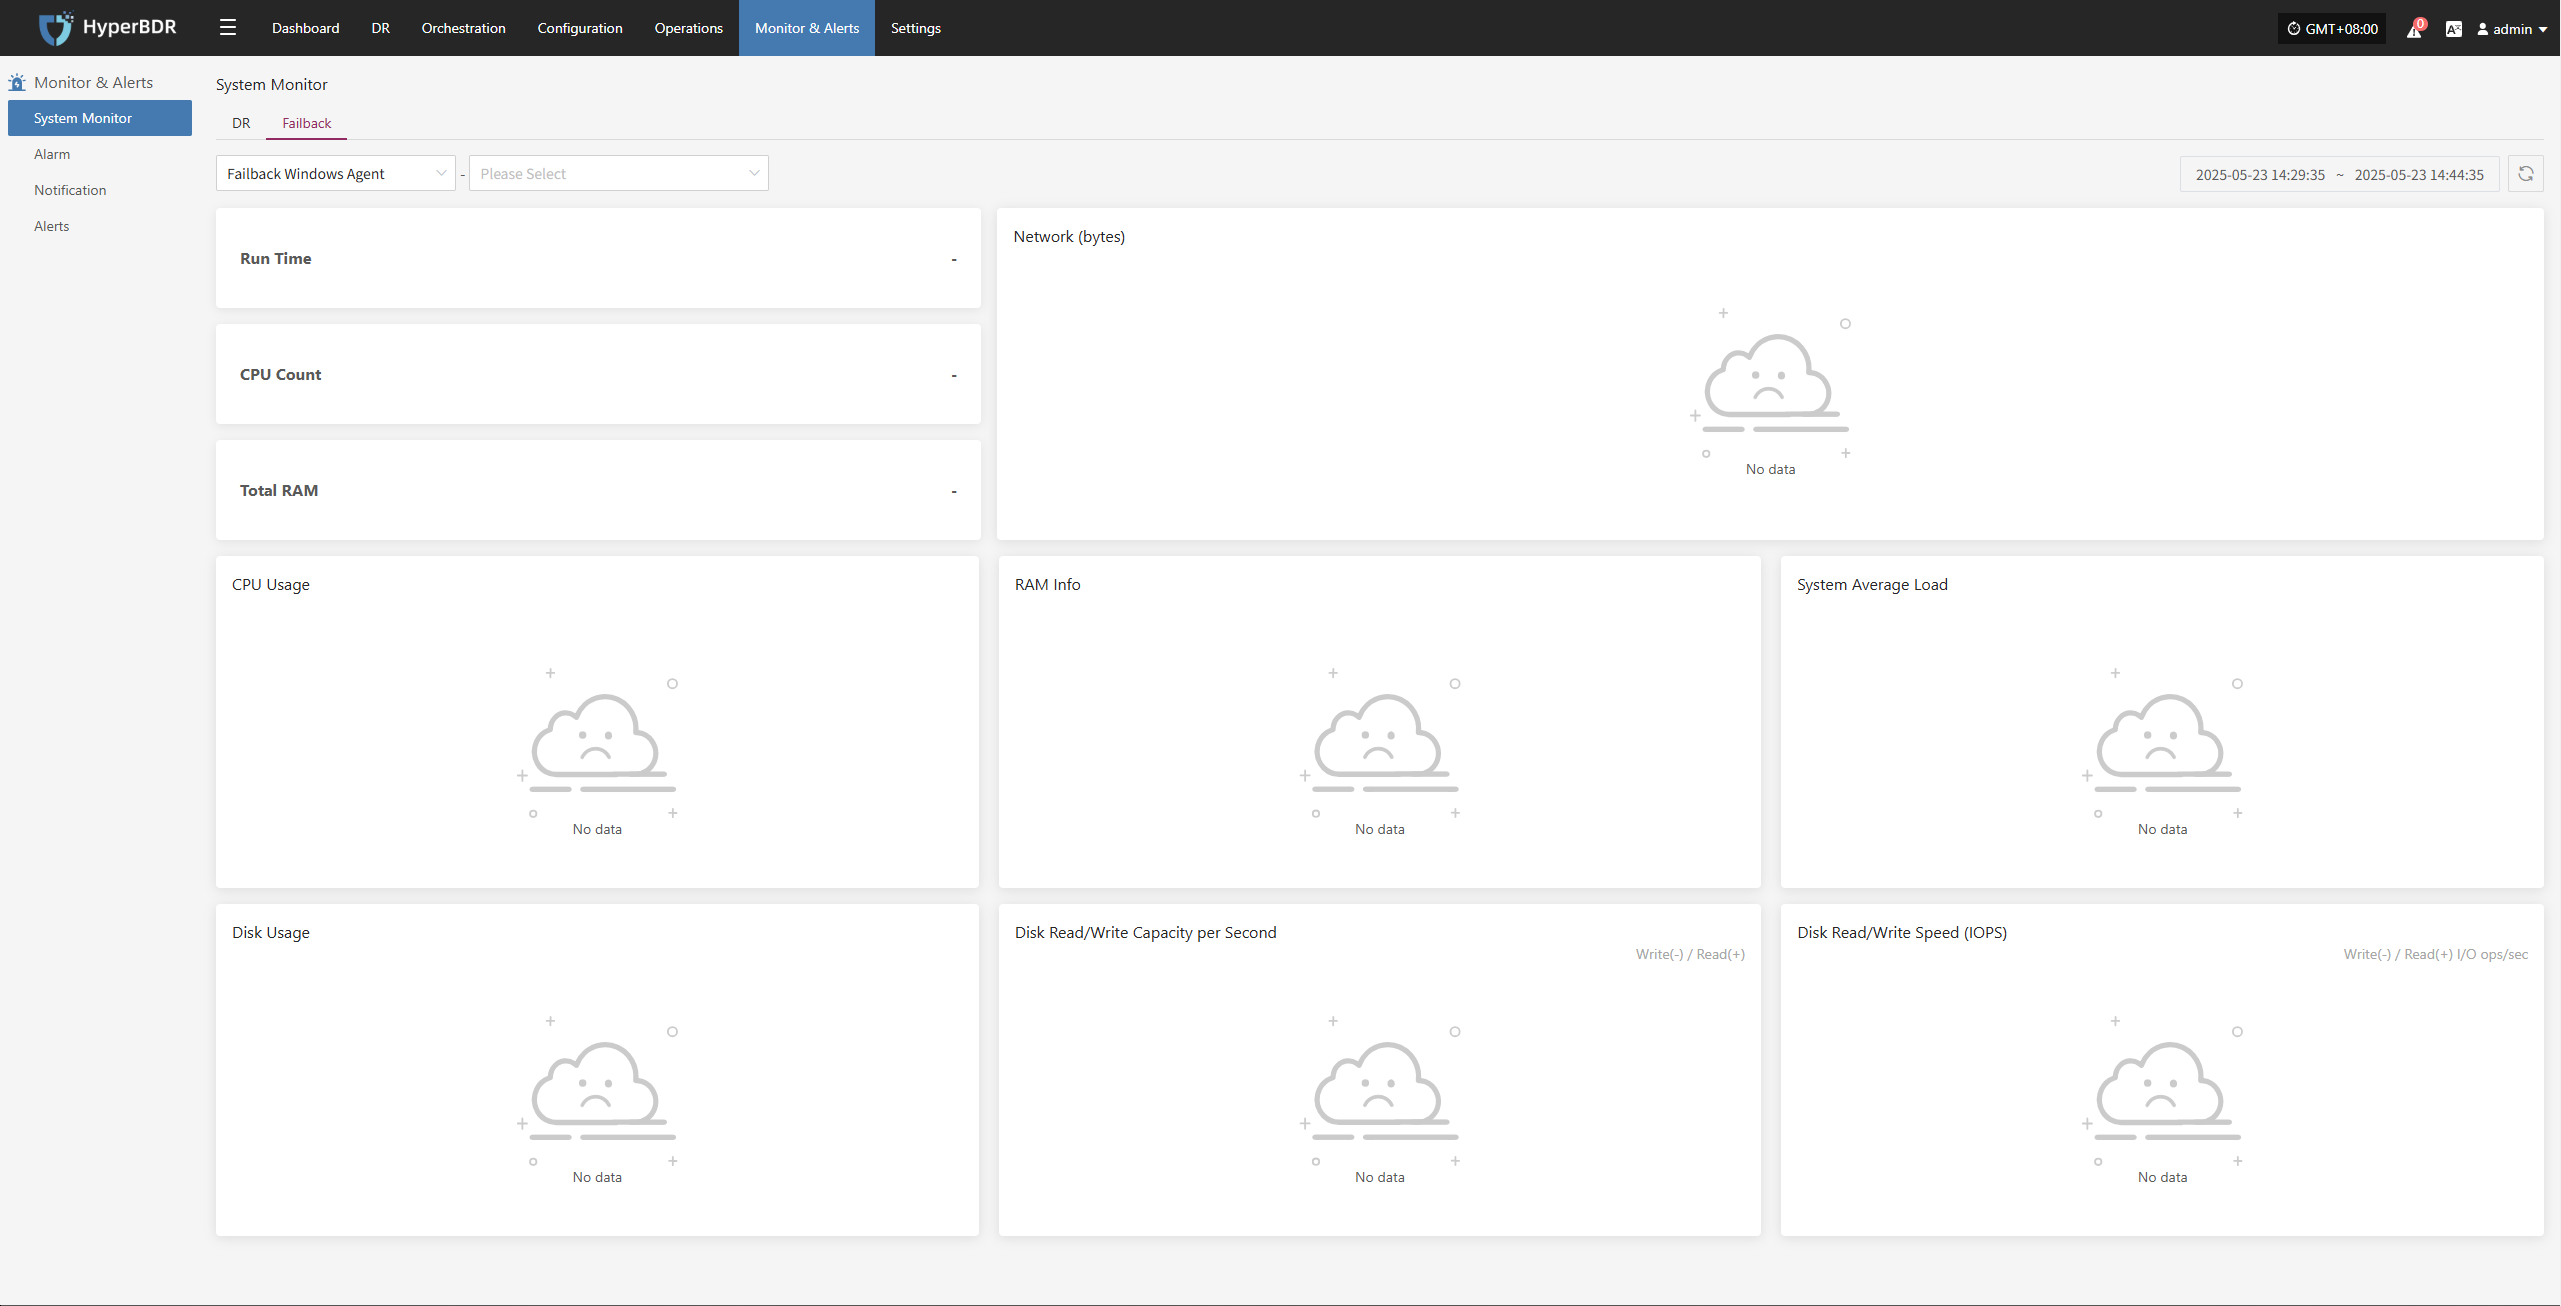 HyperBDR
Dashboard
DR
Orchestration
Configuration
Operations
Monitor & Alerts
Settings
GMT+08:00
0
admin
Monitor & Alerts
System Monitor
Alarm
Notification
Alerts
System Monitor
DR
Failback
Failback Windows Agent
-
Please Select
2025-05-23 14:29:35 ~ 2025-05-23 14:44:35
Run Time
-
CPU Count
-
Total RAM
-
Network (bytes)
No data
CPU Usage
No data
RAM Info
No data
System Average Load
No data
Disk Usage
No data
Disk Read/Write Capacity per Second
Write(-) / Read(+)
No data
Disk Read/Write Speed (IOPS)
Write(-) / Read(+) I/O ops/sec
No data